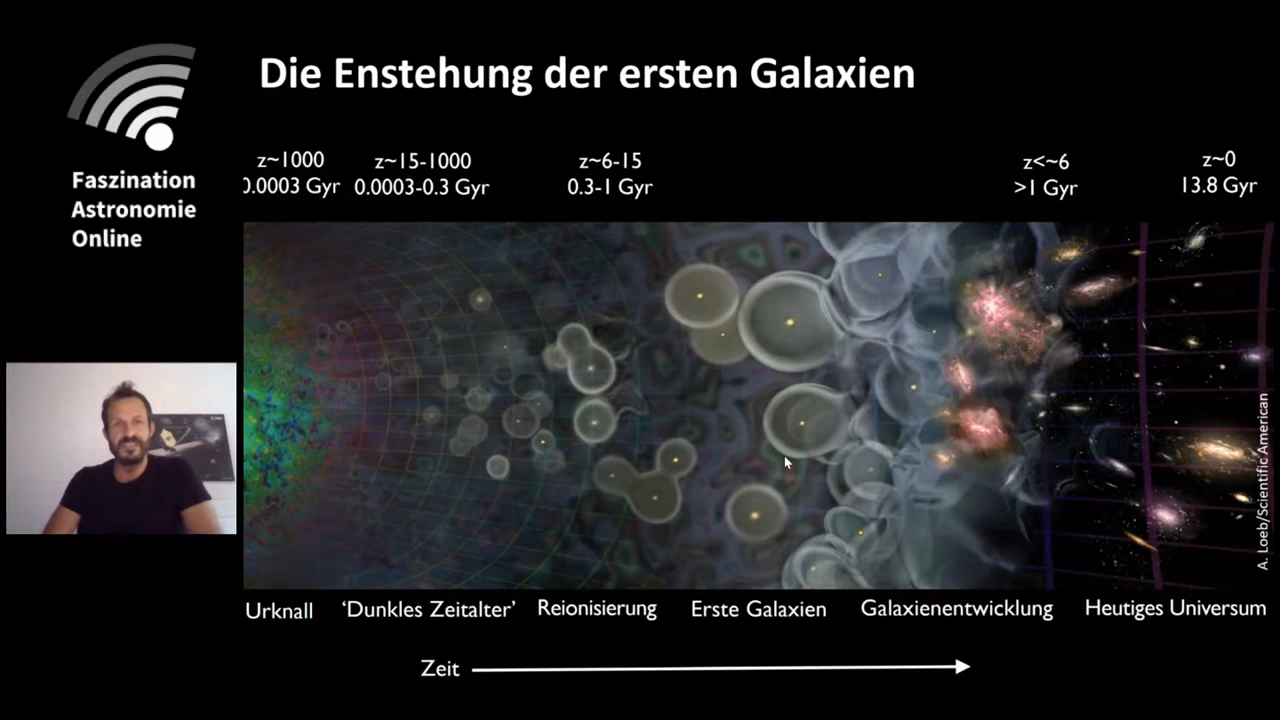 Die Enstehung der ersten Galaxien
Faszination
Astronomie
Online
z~1000
0.0003 Gyr
z~15-1000
0.0003-0.3 Gyr
z~6-15
0.3-1 Gyr
z<~6
>1 Gyr
z~0
13.8 Gyr
A. Loeb/Scientific American
Urknall
‘Dunkles Zeitalter’
Reionisierung
Erste Galaxien
Galaxienentwicklung
Heutiges Universum
Zeit